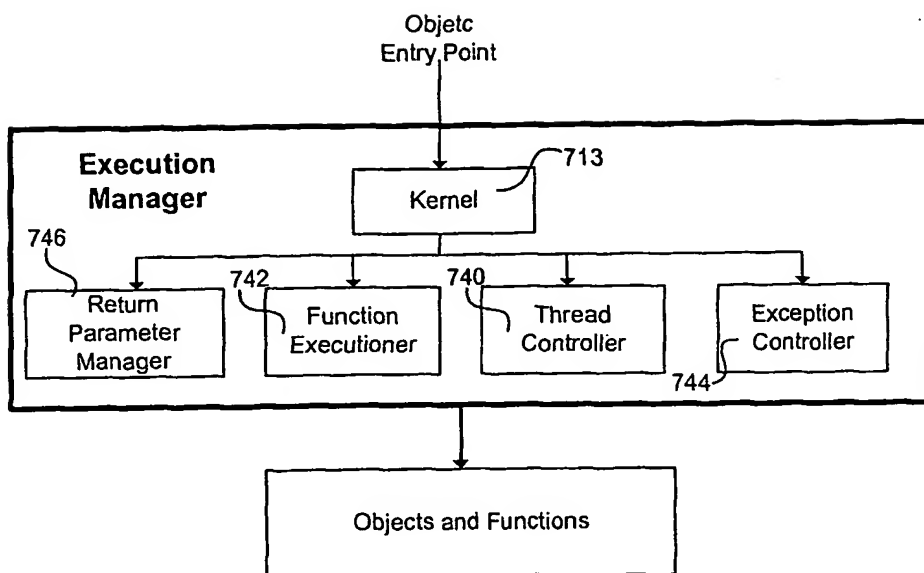 Objetc
Entry Point
Execution
Manager
713
Kernel
746
Return
Parameter
Manager
742
Function
Executioner
740
Thread
Controller
Exception
Controller
744
Objects and Functions